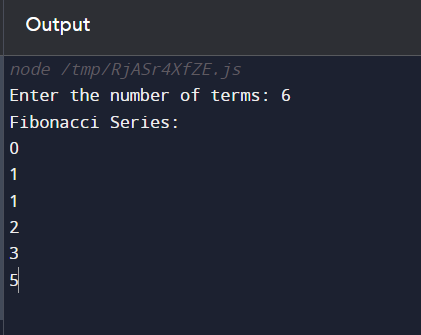 Output
node /tmp/RjASr4XfZE.js
Enter the number of terms: 6
Fibonacci Series:
0
1
1
2
3
5